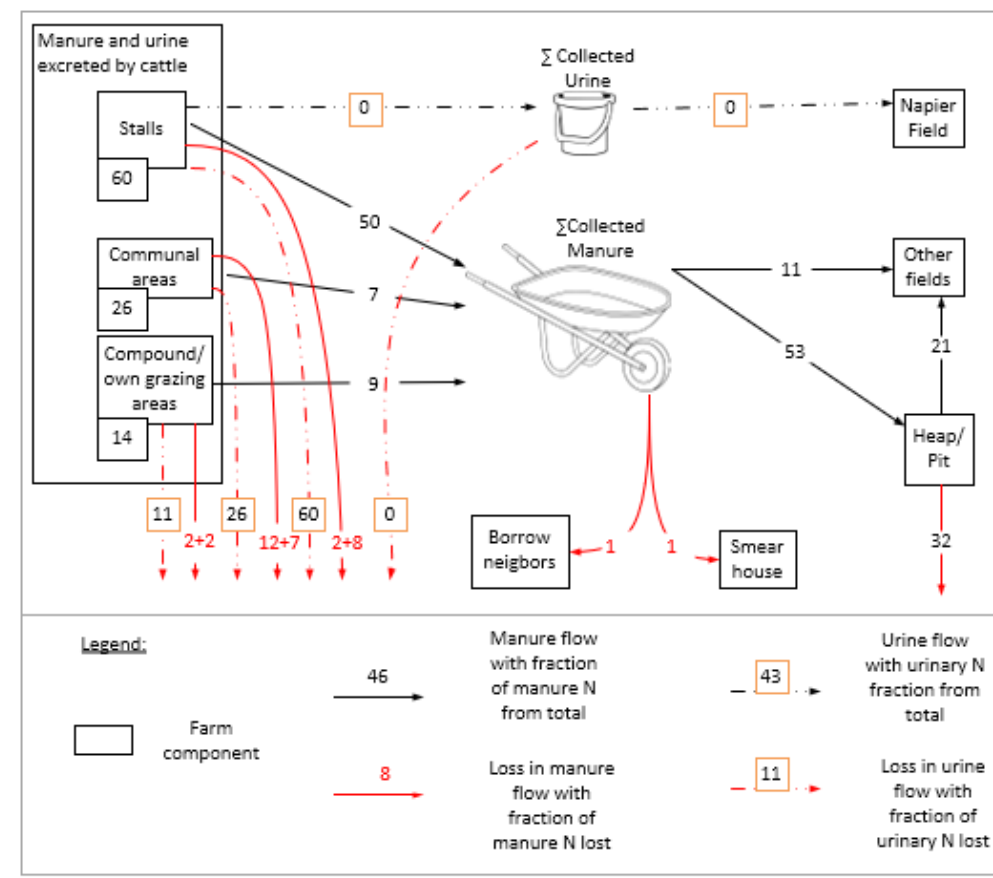 Manure and urine
excreted by cattle
Stalls
60
Communal
areas
26
Compound/
own grazing
areas
14
0
∑ Collected
Urine
0
Napier
Field
50
7
9
∑Collected
Manure
11
Other
fields
53
21
Heap/
Pit
32
11
2+2
26
12+7
60
2+8
0
Borrow
neigbors
1
1
Smear
house
Legend:
Farm
component
46
Manure flow
with fraction
of manure N
from total
43
Urine flow
with urinary N
fraction from
total
8
Loss in manure
flow with
fraction of
manure N lost
11
Loss in urine
flow with
fraction of
urinary N lost